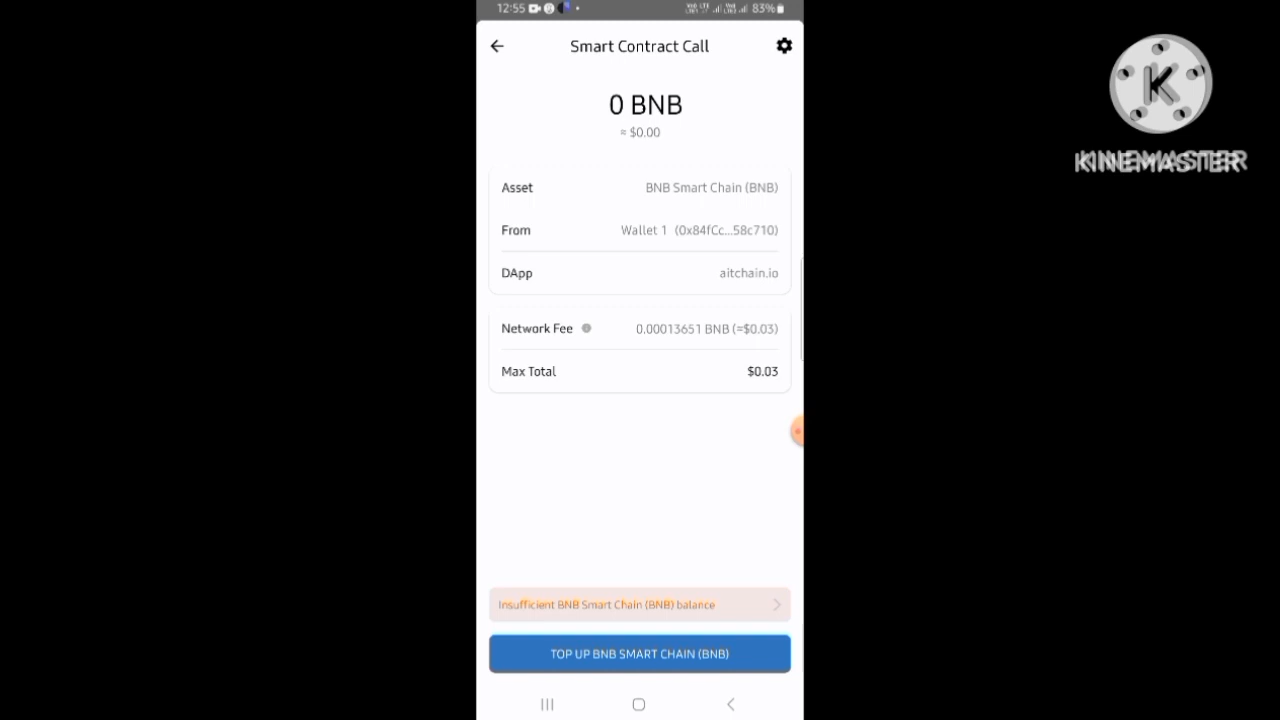 12:55
83%
Smart Contract Call
0 BNB
≈ $0.00
Asset BNB Smart Chain (BNB)
From Wallet 1 (0x84fCc...58c710)
DApp aitchain.io
Network Fee 0.00013651 BNB (≈$0.03)
Max Total $0.03
Insufficient BNB Smart Chain (BNB) balance
TOP UP BNB SMART CHAIN (BNB)
K
KINEMASTER